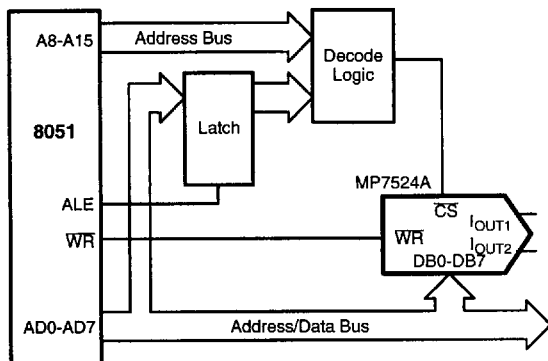 A8-A15
Address Bus
Decode
Logic
8051
Latch
MP7524A
ALE
CS
IOUT1
WR
WR
IOUT2
DB0-DB7
AD0-AD7
Address/Data Bus